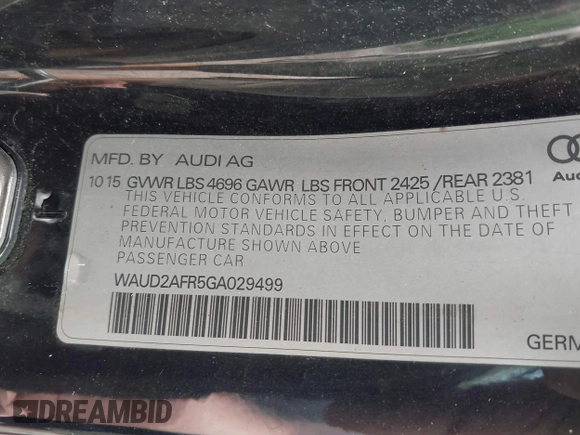 MFD. BY AUDI AG
10 15 GVWR LBS 4696 GAWR LBS FRONT 2425 /REAR 2381
THIS VEHICLE CONFORMS TO ALL APPLICABLE U.S.
FEDERAL MOTOR VEHICLE SAFETY, BUMPER AND THEFT
PREVENTION STANDARDS IN EFFECT ON THE DATE OF
MANUFACTURE SHOWN ABOVE
PASSENGER CAR
WAUD2AFR5GA029499
Aud
GERM
DREAMBID